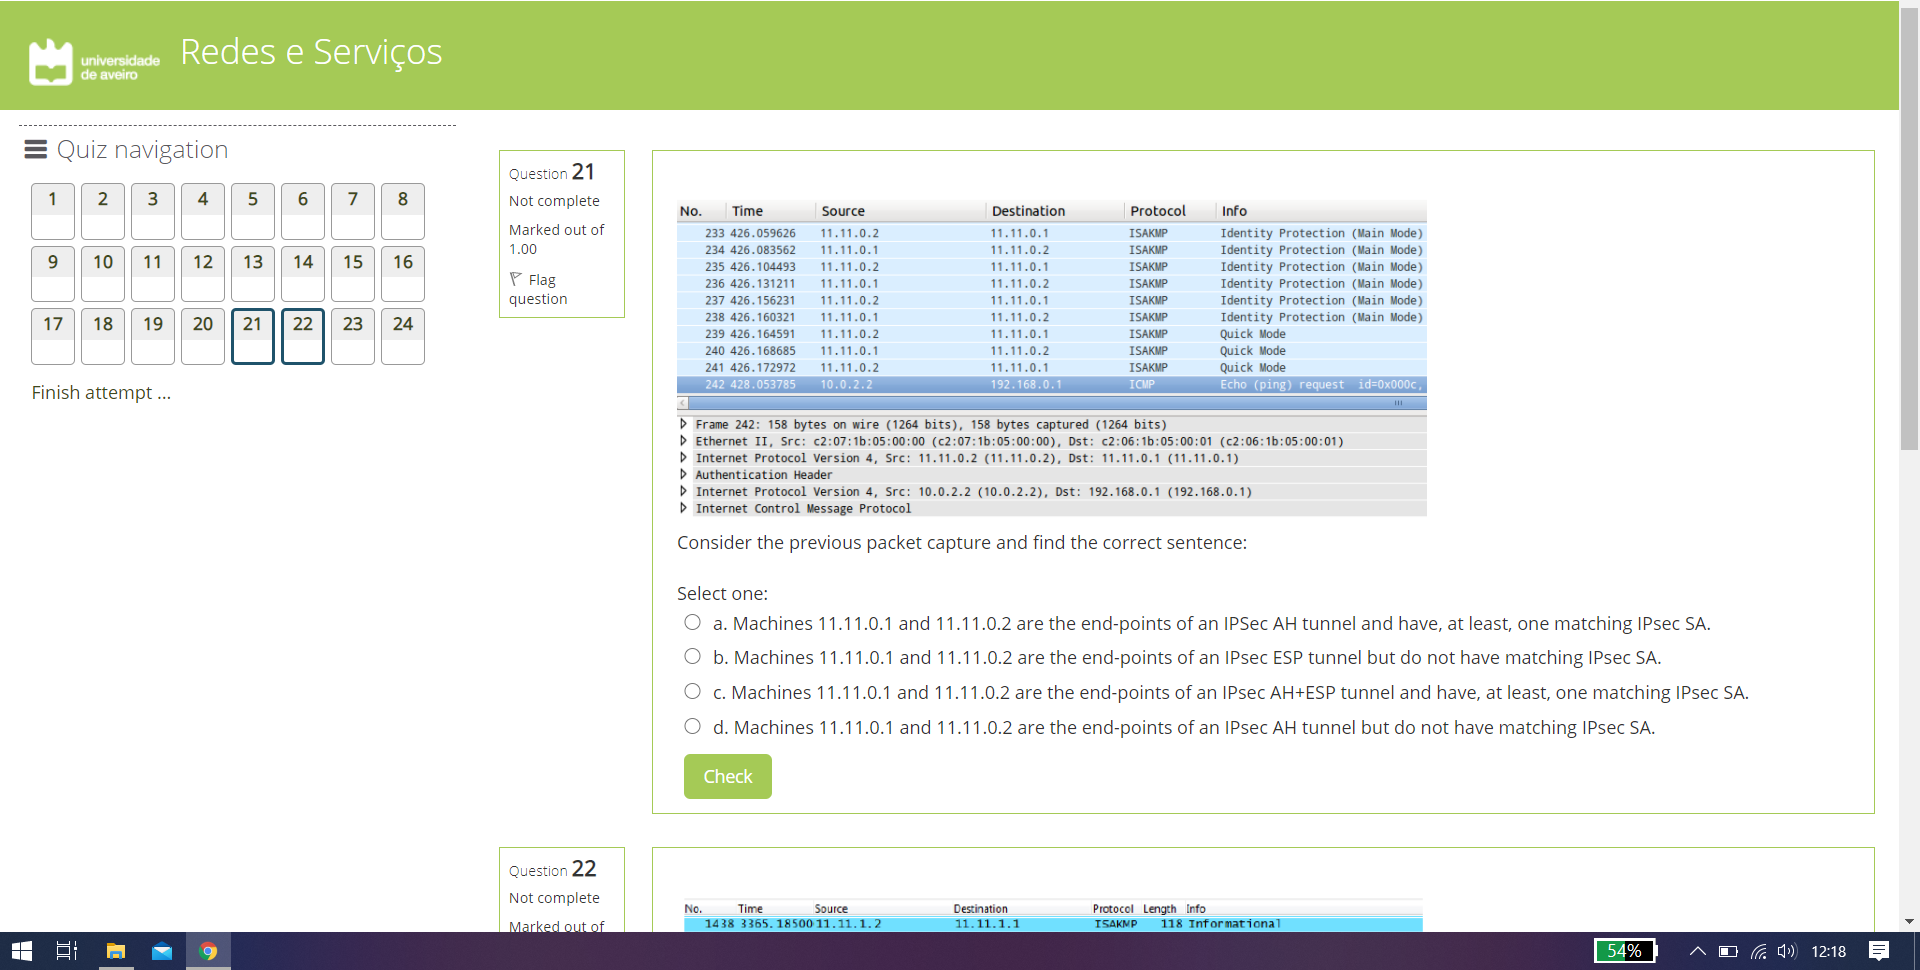 universidade
de aveiro
Redes e Serviços
Quiz navigation
1 2 3 4 5 6 7 8
9 10 11 12 13 14 15 16
17 18 19 20 21 22 23 24
Finish attempt ...
Question 21
Not complete
Marked out of
1.00
Flag
question
No. Time Source Destination Protocol Info
233 426.059626 11.11.0.2 11.11.0.1 ISAKMP Identity Protection (Main Mode)
234 426.083562 11.11.0.1 11.11.0.2 ISAKMP Identity Protection (Main Mode)
235 426.104493 11.11.0.2 11.11.0.1 ISAKMP Identity Protection (Main Mode)
236 426.131211 11.11.0.1 11.11.0.2 ISAKMP Identity Protection (Main Mode)
237 426.156231 11.11.0.2 11.11.0.1 ISAKMP Identity Protection (Main Mode)
238 426.160321 11.11.0.1 11.11.0.2 ISAKMP Identity Protection (Main Mode)
239 426.164591 11.11.0.2 11.11.0.1 ISAKMP Quick Mode
240 426.168685 11.11.0.1 11.11.0.2 ISAKMP Quick Mode
241 426.172972 11.11.0.2 11.11.0.1 ISAKMP Quick Mode
242 428.053785 10.0.2.2 192.168.0.1 ICMP Echo (ping) request id=0x000c,
Frame 242: 158 bytes on wire (1264 bits), 158 bytes captured (1264 bits)
Ethernet II, Src: c2:07:1b:05:00:00 (c2:07:1b:05:00:00), Dst: c2:06:1b:05:00:01 (c2:06:1b:05:00:01)
Internet Protocol Version 4, Src: 11.11.0.2 (11.11.0.2), Dst: 11.11.0.1 (11.11.0.1)
Authentication Header
Internet Protocol Version 4, Src: 10.0.2.2 (10.0.2.2), Dst: 192.168.0.1 (192.168.0.1)
Internet Control Message Protocol
Consider the previous packet capture and find the correct sentence:
Select one:
a. Machines 11.11.0.1 and 11.11.0.2 are the end-points of an IPSec AH tunnel and have, at least, one matching IPsec SA.
b. Machines 11.11.0.1 and 11.11.0.2 are the end-points of an IPsec ESP tunnel but do not have matching IPsec SA.
c. Machines 11.11.0.1 and 11.11.0.2 are the end-points of an IPsec AH+ESP tunnel and have, at least, one matching IPsec SA.
d. Machines 11.11.0.1 and 11.11.0.2 are the end-points of an IPsec AH tunnel but do not have matching IPsec SA.
Check
Question 22
Not complete
Marked out of
No. Time Source Destination Protocol Length Info
1438 3365.18500 11.11.1.2 11.11.1.1 ISAKMP 118 Informational
54% 12:18